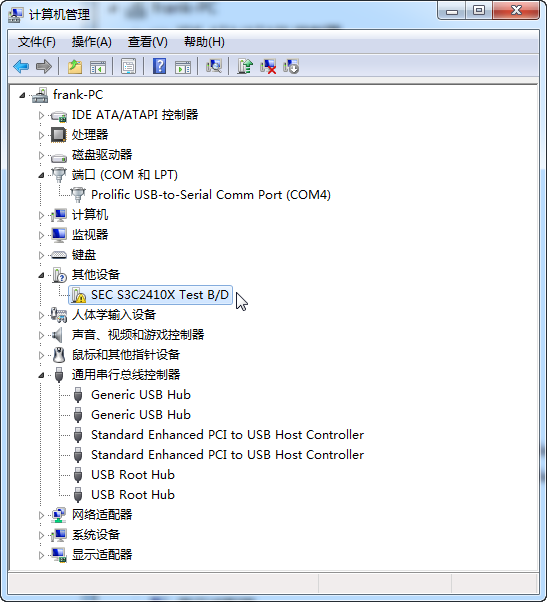 frank-PC
计算机管理
文件(F) 操作(A) 查看(V) 帮助(H)
frank-PC
IDE ATA/ATAPI 控制器
处理器
磁盘驱动器
端口 (COM 和 LPT)
Prolific USB-to-Serial Comm Port (COM4)
计算机
监视器
键盘
其他设备
SEC S3C2410X Test B/D
人体学输入设备
声音、视频和游戏控制器
鼠标和其他指针设备
通用串行总线控制器
Generic USB Hub
Generic USB Hub
Standard Enhanced PCI to USB Host Controller
Standard Enhanced PCI to USB Host Controller
USB Root Hub
USB Root Hub
网络适配器
系统设备
显示适配器